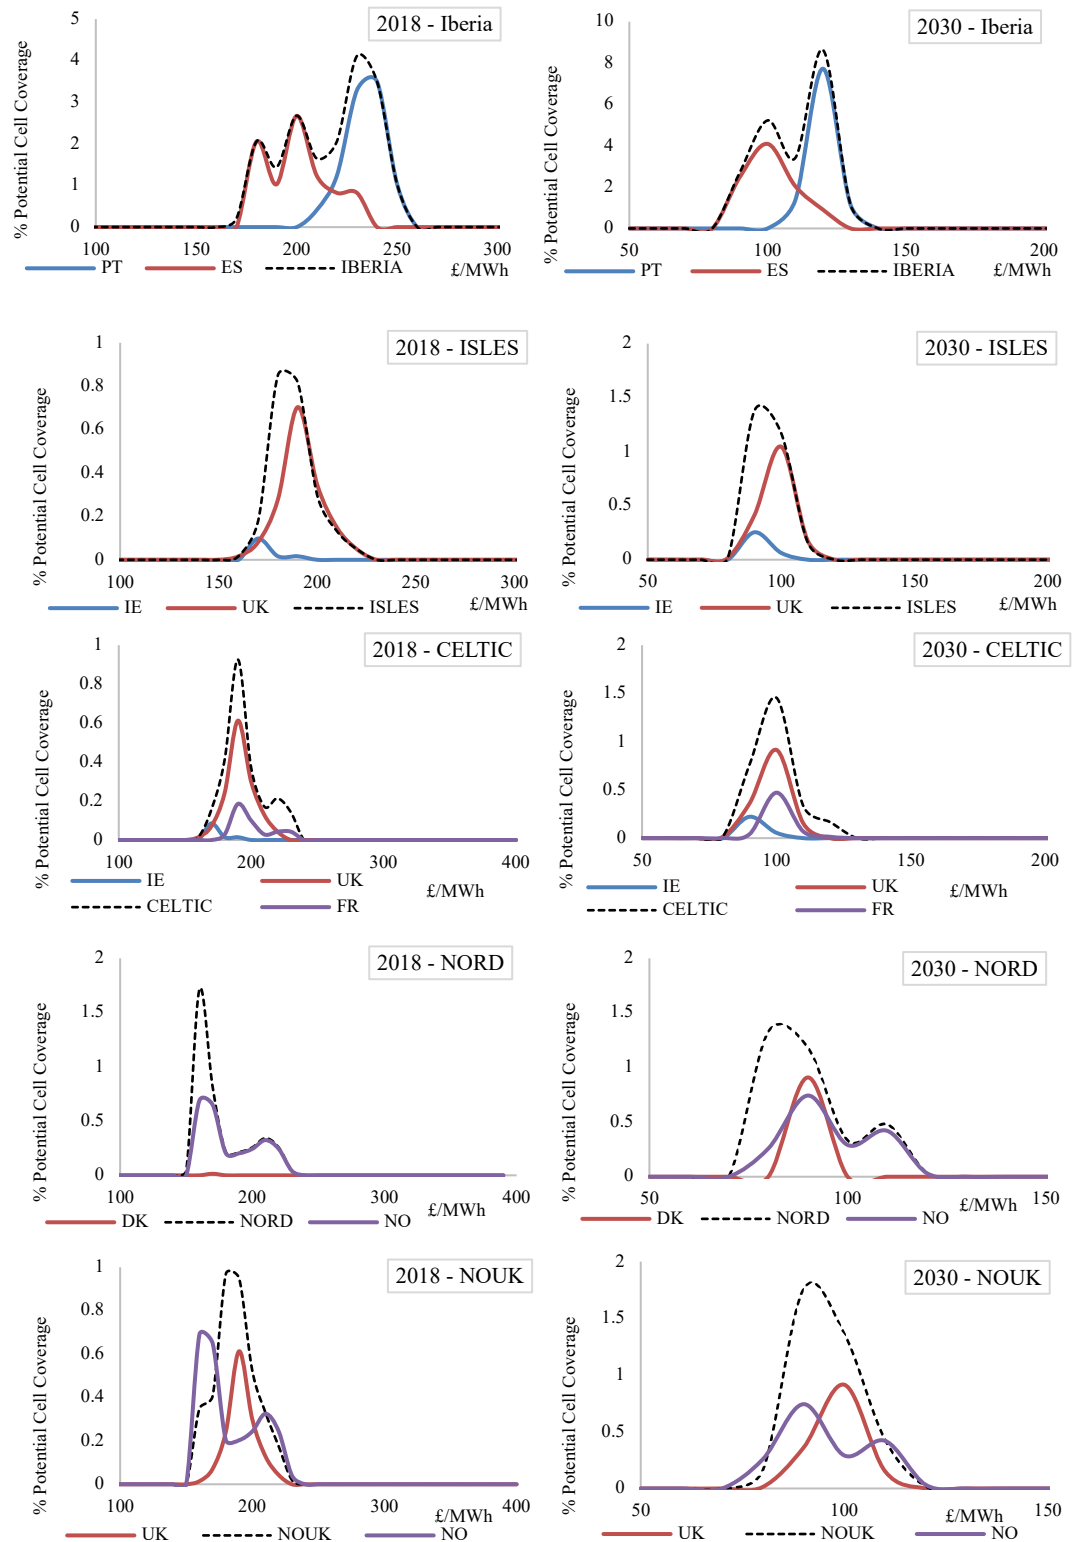 2018 - Iberia
% Potential Cell Coverage
5
4
3
2
1
0
100 150 200 250 300
PT ES IBERIA £/MWh
2030 - Iberia
% Potential Cell Coverage
10
8
6
4
2
0
50 100 150 200
PT ES IBERIA £/MWh
2018 - ISLES
% Potential Cell Coverage
1
0.8
0.6
0.4
0.2
0
100 150 200 250 300
IE UK ISLES £/MWh
2030 - ISLES
% Potential Cell Coverage
2
1.5
1
0.5
0
50 100 150 200
IE UK ISLES £/MWh
2018 - CELTIC
% Potential Cell Coverage
1
0.8
0.6
0.4
0.2
0
100 200 300 400
IE UK £/MWh
CELTIC FR
2030 - CELTIC
% Potential Cell Coverage
2
1.5
1
0.5
0
50 100 150 200
IE UK £/MWh
CELTIC FR
2018 - NORD
% Potential Cell Coverage
2
1.5
1
0.5
0
100 200 300 400
DK NORD NO £/MWh
2030 - NORD
% Potential Cell Coverage
2
1.5
1
0.5
0
50 100 150
DK NORD NO £/MWh
2018 - NOUK
% Potential Cell Coverage
1
0.8
0.6
0.4
0.2
0
100 200 300 400
UK NOUK NO £/MWh
2030 - NOUK
% Potential Cell Coverage
2
1.5
1
0.5
0
50 100 150
UK NOUK NO £/MWh